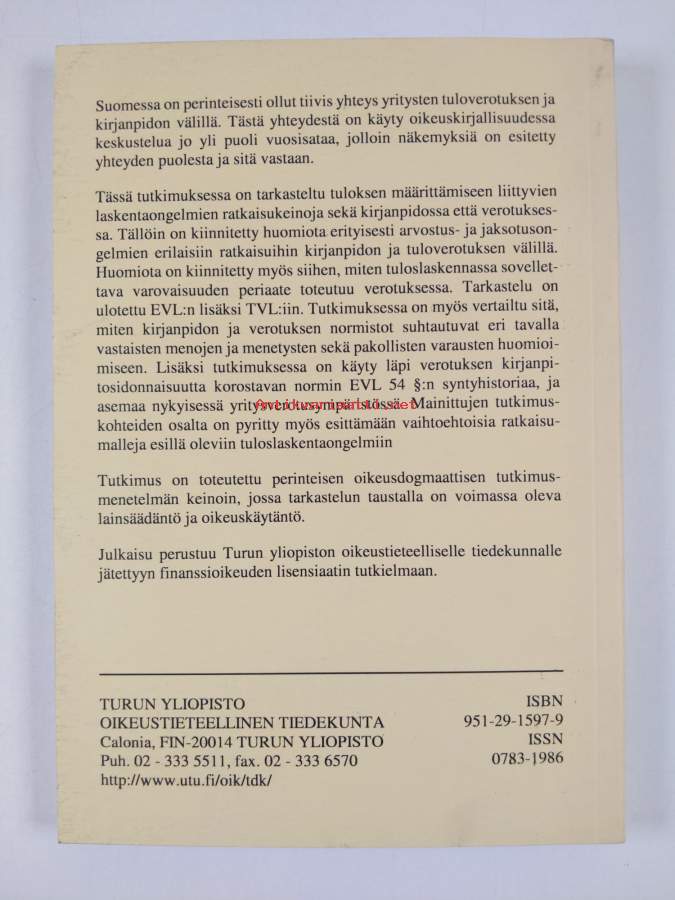 Suomessa on perinteisesti ollut tiivis yhteys yritysten tuloverotuksen ja
kirjanpidon välillä. Tästä yhteydestä on käyty oikeuskirjallisuudessa
keskustelua jo yli puoli vuosisataa, jolloin näkemyksiä on esitetty
yhteyden puolesta ja sitä vastaan.
Tässä tutkimuksessa on tarkasteltu tuloksen määrittämiseen liittyvien
laskentaongelmien ratkaisukeinoja sekä kirjanpidossa että verotukses-
sa. Tällöin on kiinnitetty huomiota erityisesti arvostus- ja jaksotuson-
gelmien erilaisiin ratkaisuihin kirjanpidon ja tuloverotuksen välillä.
Huomiota on kiinnitetty myös siihen, miten tuloslaskennassa sovellet-
tava varovaisuuden periaate toteutuu verotuksessa. Tarkastelu on
ulotettu EVL:n lisäksi TVL:iin. Tutkimuksessa on myös vertailtu sitä,
miten kirjanpidon ja verotuksen normistot suhtautuvat eri tavalla
vastaisten menojen ja menetysten sekä pakollisten varausten huomioi-
miseen. Lisäksi tutkimuksessa on käyty läpi verotuksen kirjanpi-
tosidonnaisuutta korostavan normin EVL 54 §:n syntyhistoriaa, ja
asemaa nykyisessä yritysverotusympäristössä. Mainittujen tutkimus-
kohteiden osalta on pyritty myös esittämään vaihtoehtoisia ratkaisu-
malleja esillä oleviin tuloslaskentaongelmiin
Tutkimus on toteutettu perinteisen oikeusdogmaattisen tutkimus-
menetelmän keinoin, jossa tarkastelun taustalla on voimassa oleva
lainsäädäntö ja oikeuskäytäntö.
Julkaisu perustuu Turun yliopiston oikeustieteelliselle tiedekunnalle
jätettyyn finanssioikeuden lisensiaatin tutkielmaan.
TURUN YLIOPISTO
OIKEUSTIETEELLINEN TIEDEKUNTA
Calonia, FIN-20014 TURUN YLIOPISTO
Puh. 02 - 333 5511, fax. 02 - 333 6570
http://www.utu.fi/oik/tdk/
ISBN
951-29-1597-9
ISSN
0783-1986